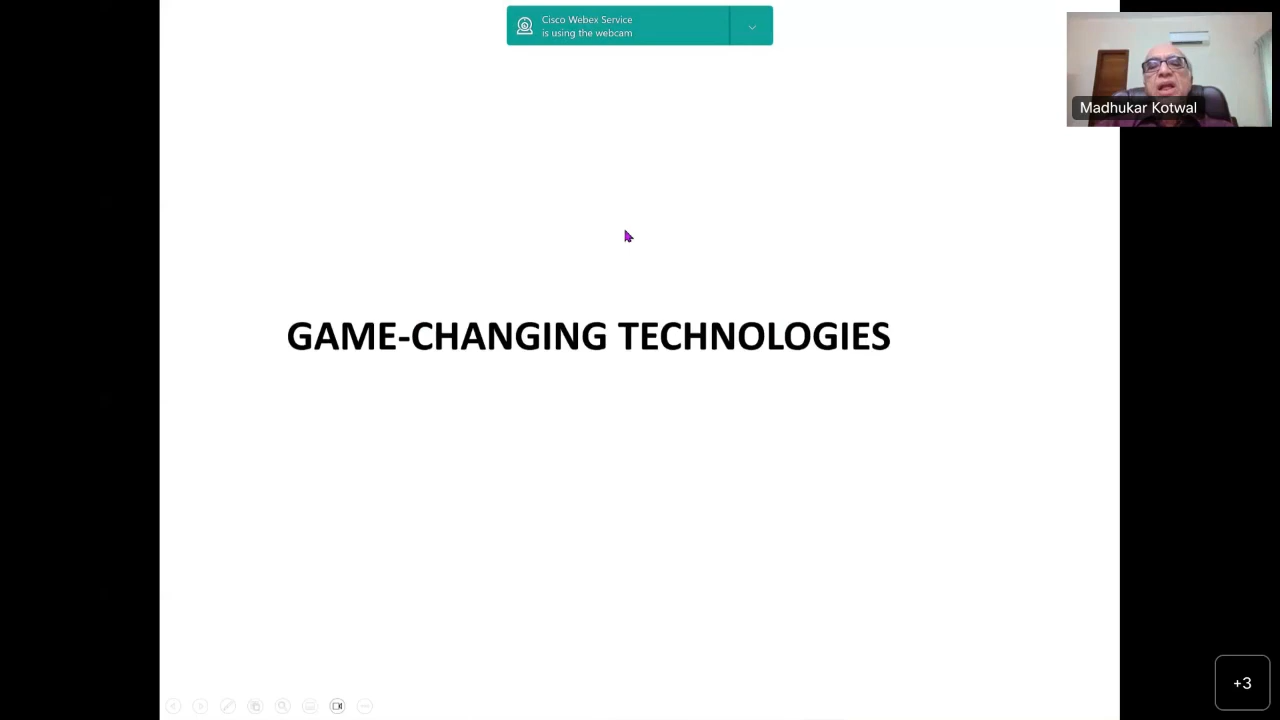 Cisco Webex Service
is using the webcam
Madhukar Kotwal
GAME-CHANGING TECHNOLOGIES
+3